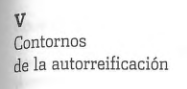 V
Contornos
de la autorreificación